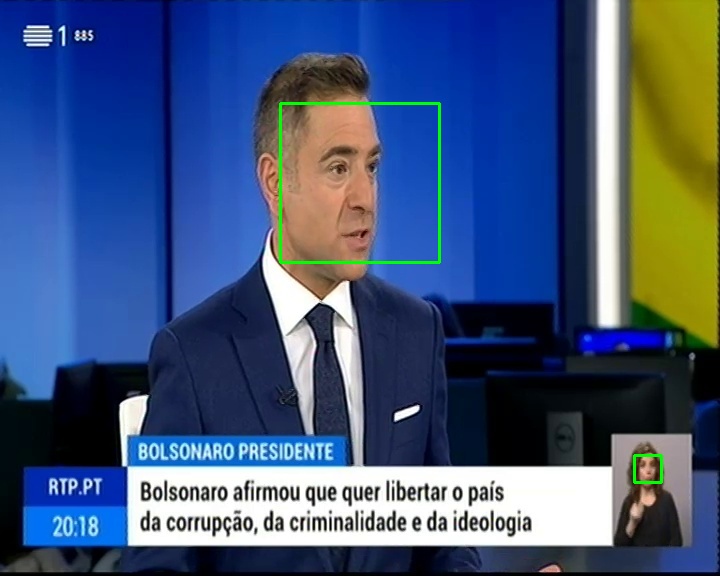 1 885
BOLSONARO PRESIDENTE
RTP.PT
Bolsonaro afirmou que quer libertar o país
20:18
da corrupção, da criminalidade e da ideologia
DELL